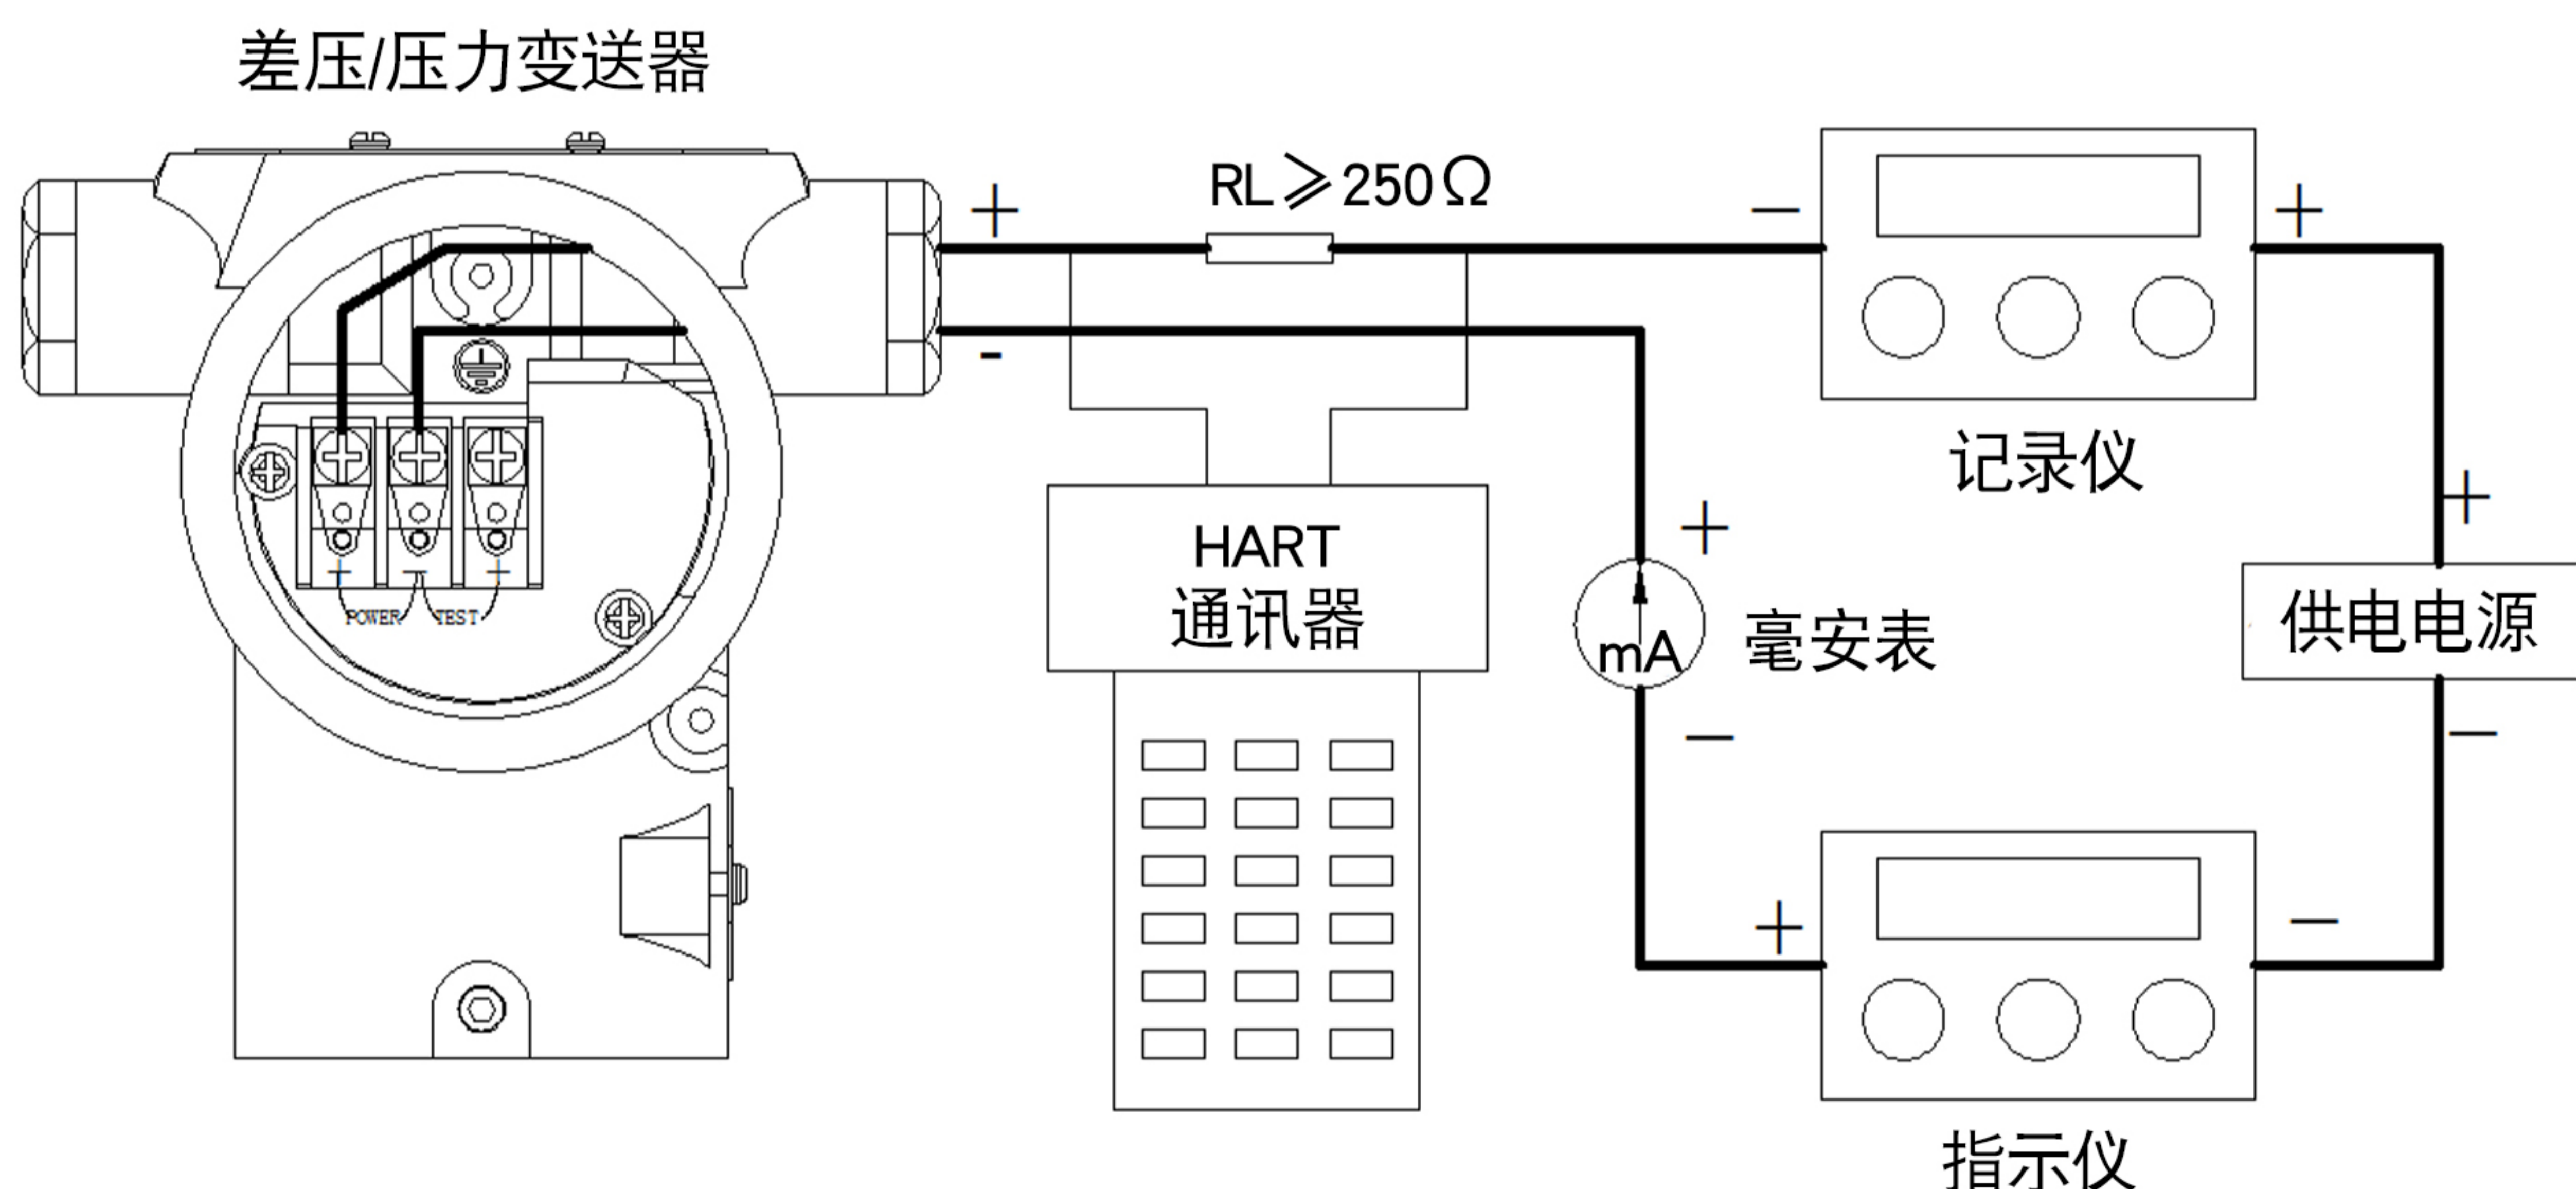 差压/压力变送器
+
RL⩾250Ω
−
+
-
记录仪
+
HART
通讯器
+
mA
毫安表
供电电源
+ − +
POWER TEST
−
−
+
−
指示仪